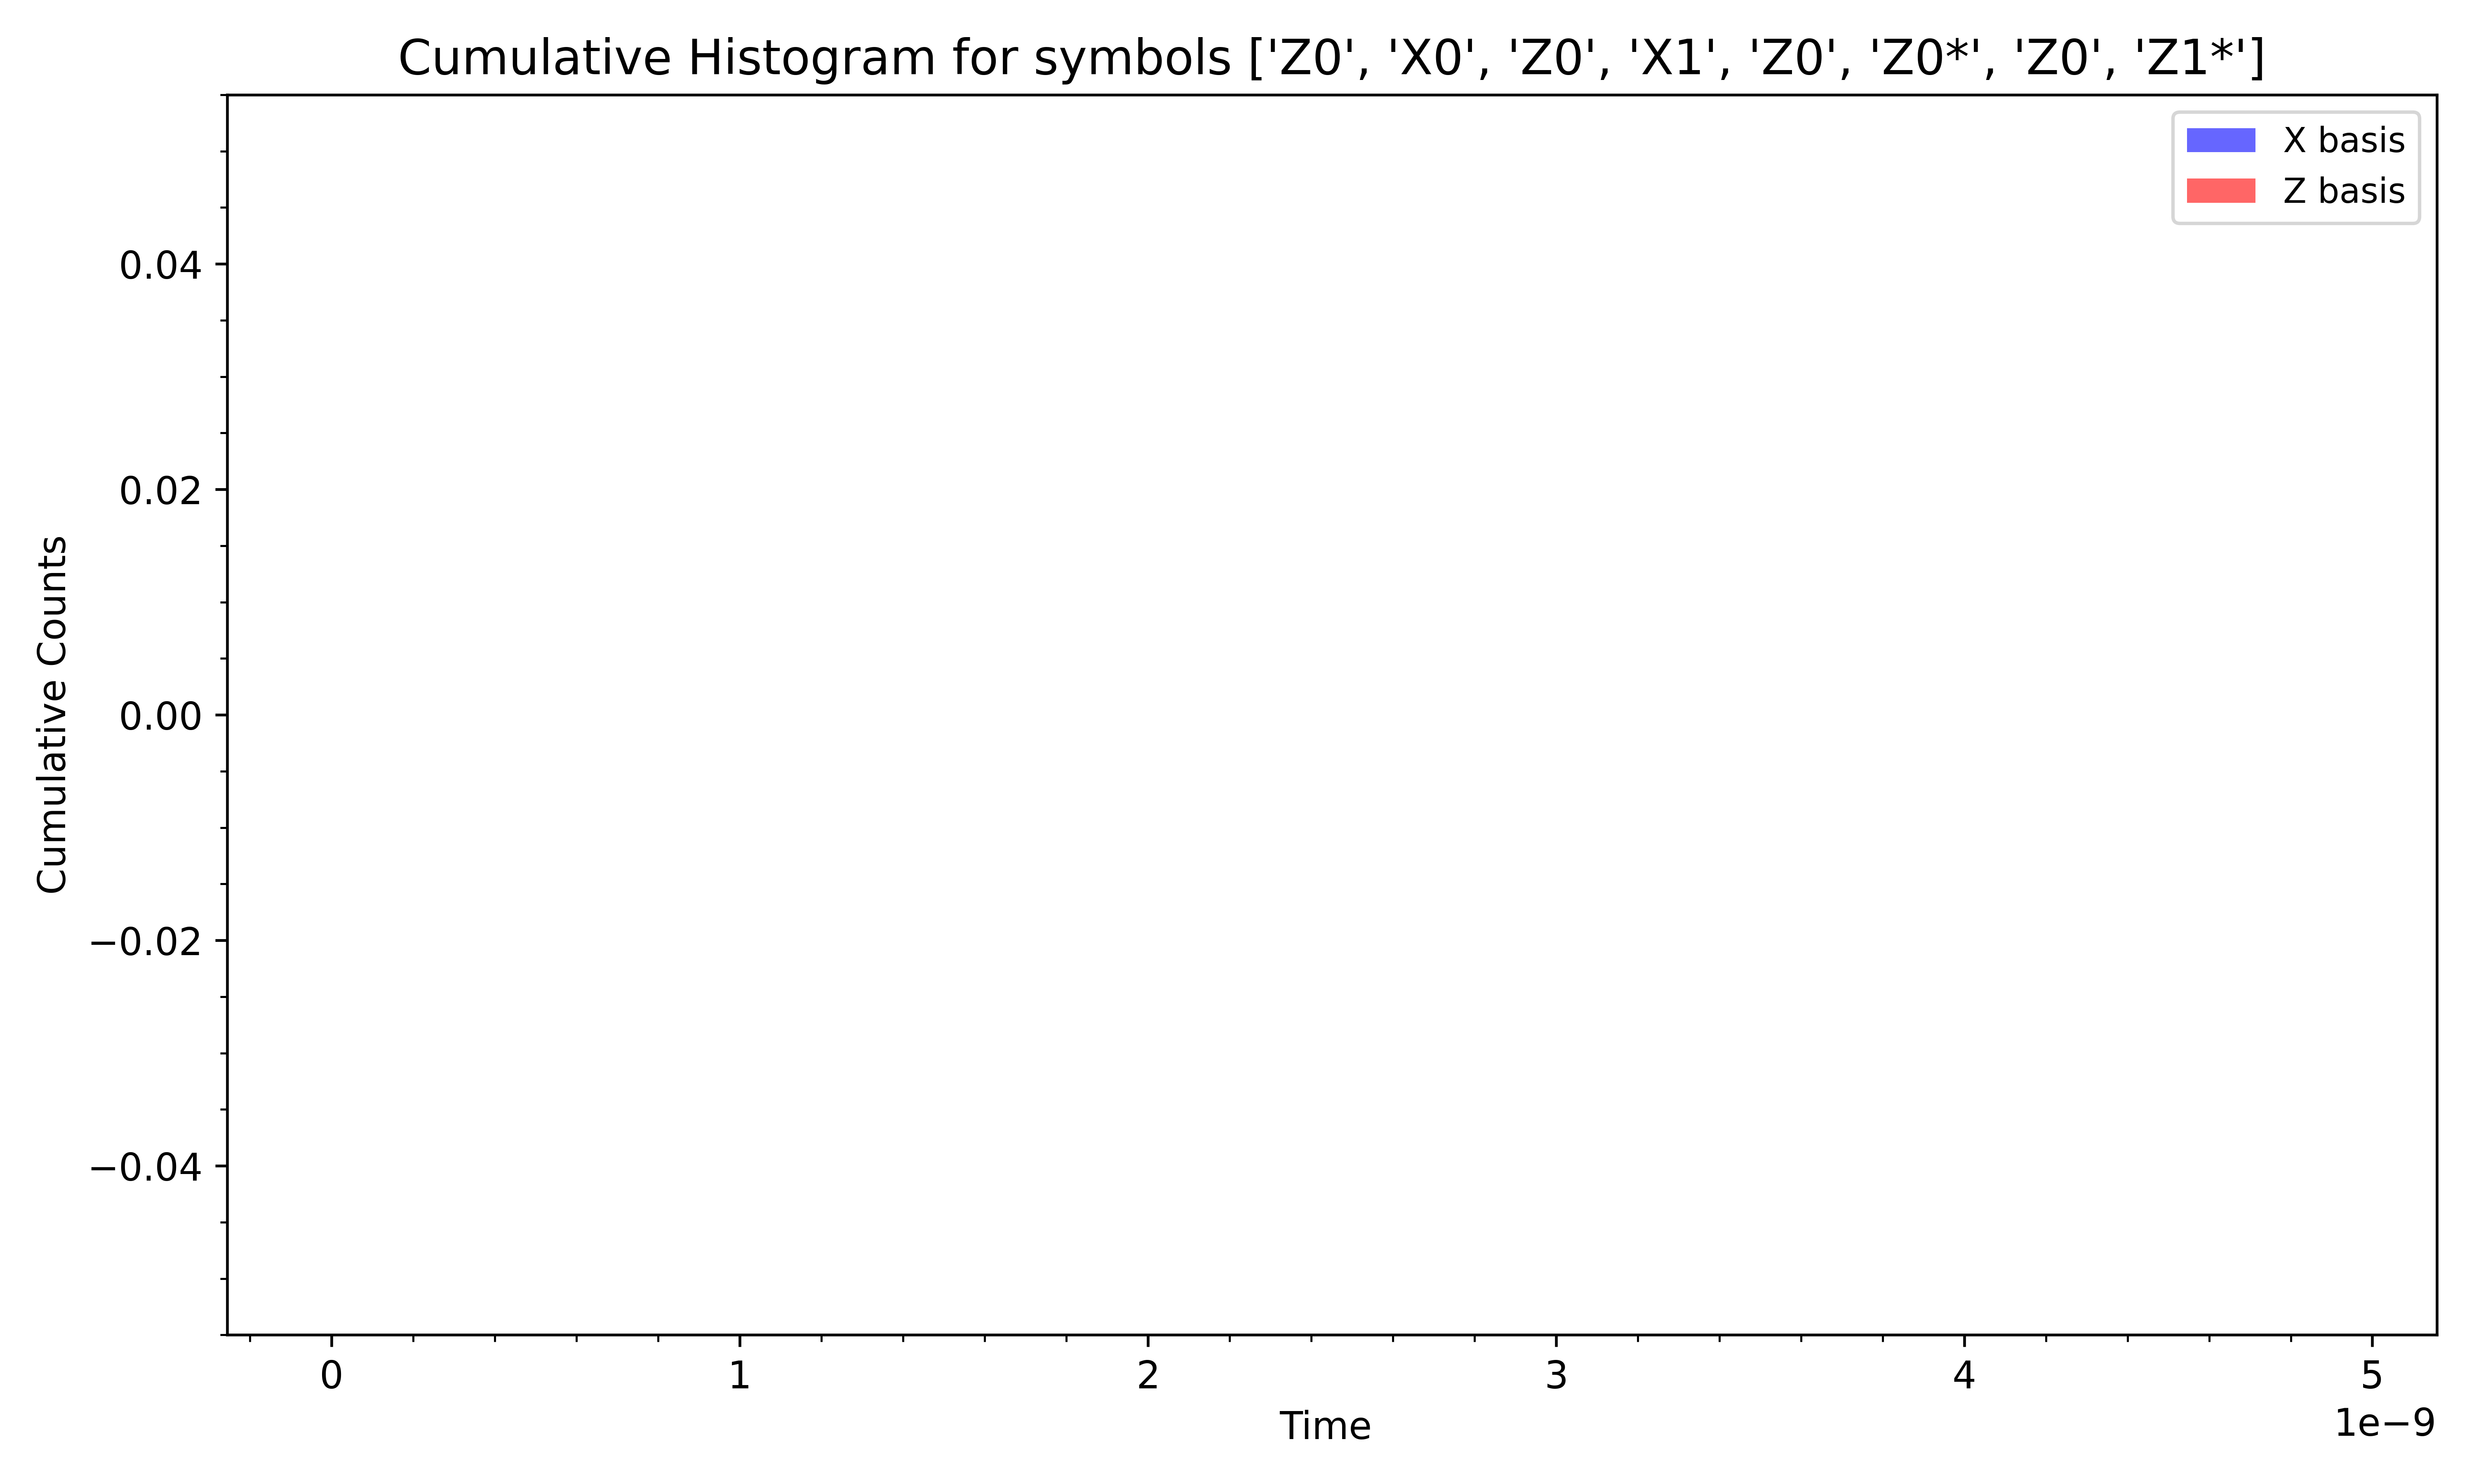 Cumulative Histogram for symbols ['Z0', 'X0', 'Z0', 'X1', 'Z0', 'Z0*', 'Z0', 'Z1*']
X basis
Z basis
0.04
0.02
0.00
−0.02
−0.04
Cumulative Counts
0 1 2 3 4 5
Time
1e−9